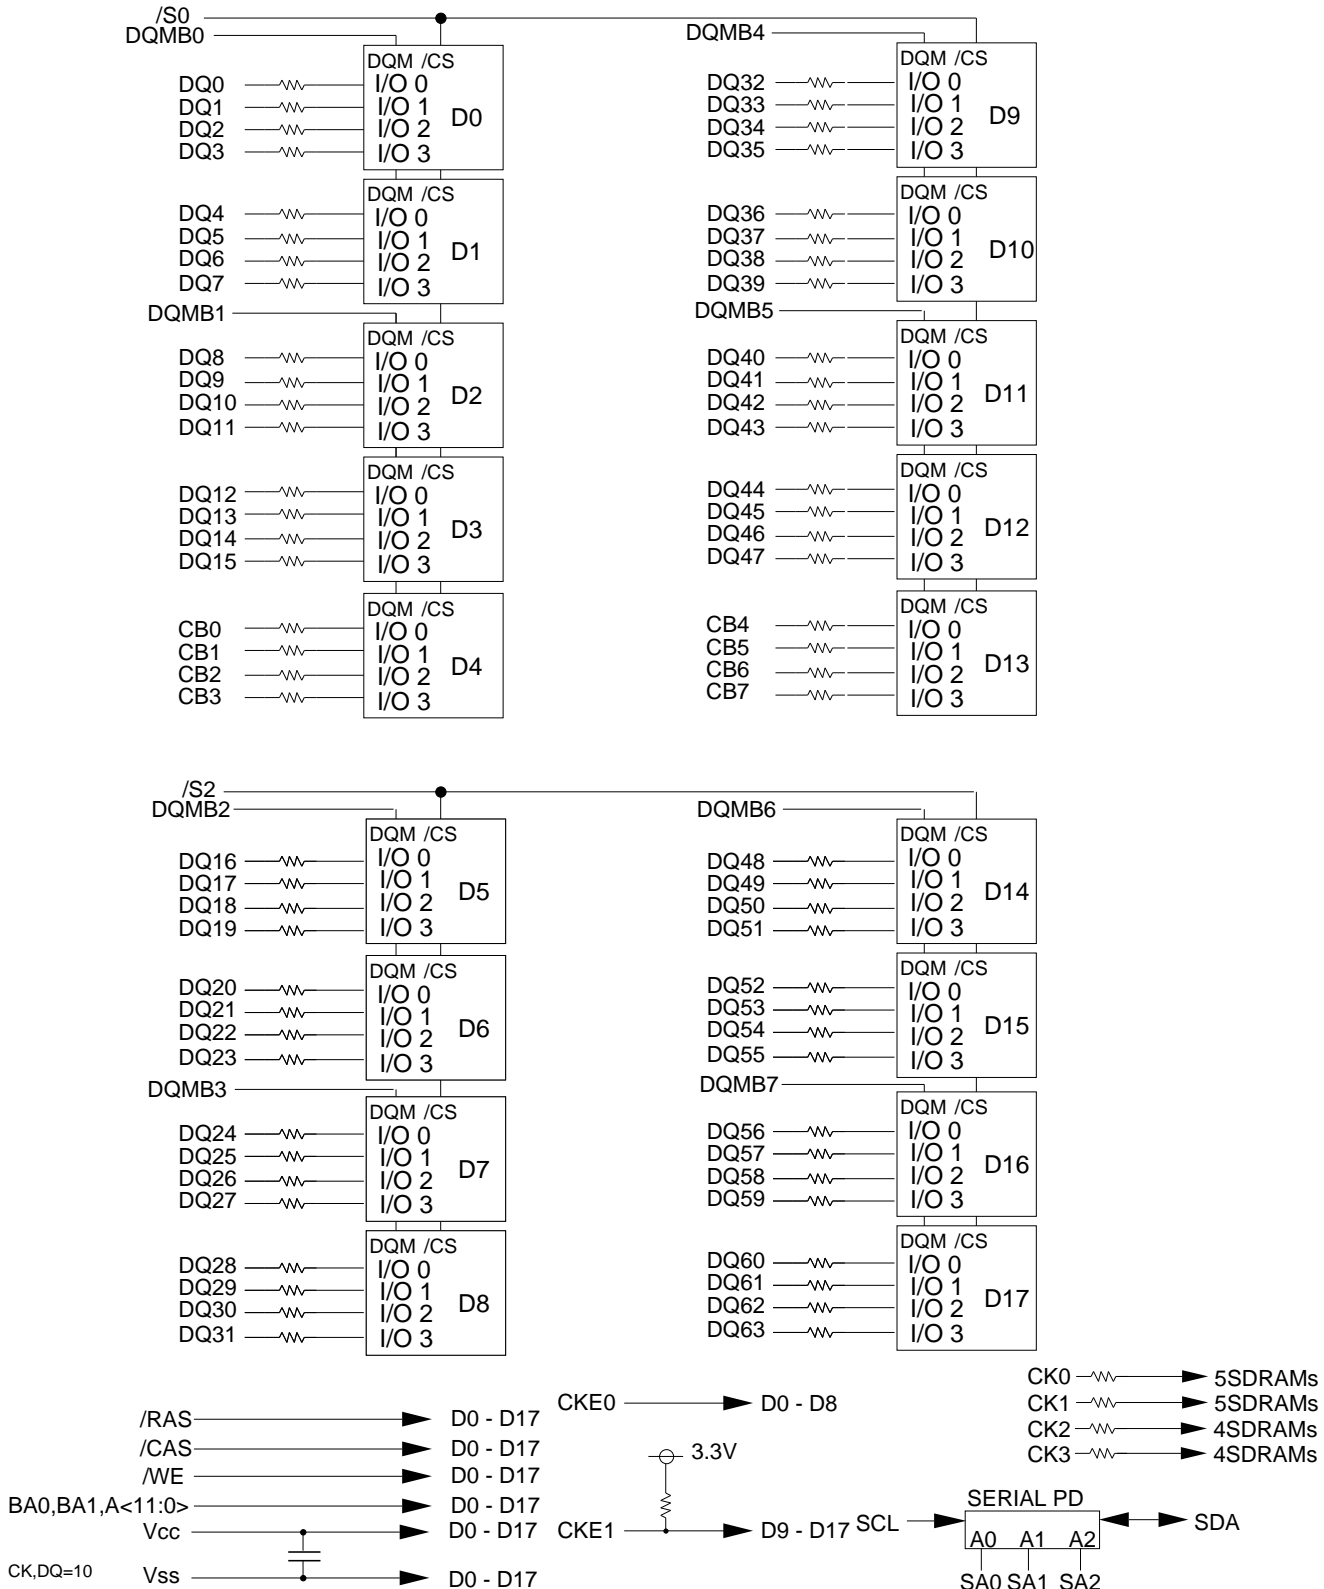 /S0
DQMB0
DQM /CS
DQ0 I/O 0
DQ1 I/O 1
DQ2 I/O 2
DQ3 I/O 3
D0
DQM /CS
DQ4 I/O 0
DQ5 I/O 1
DQ6 I/O 2
DQ7 I/O 3
D1
DQMB1
DQM /CS
DQ8 I/O 0
DQ9 I/O 1
DQ10 I/O 2
DQ11 I/O 3
D2
DQM /CS
DQ12 I/O 0
DQ13 I/O 1
DQ14 I/O 2
DQ15 I/O 3
D3
DQM /CS
CB0 I/O 0
CB1 I/O 1
CB2 I/O 2
CB3 I/O 3
D4
DQMB4
DQM /CS
DQ32 I/O 0
DQ33 I/O 1
DQ34 I/O 2
DQ35 I/O 3
D9
DQM /CS
DQ36 I/O 0
DQ37 I/O 1
DQ38 I/O 2
DQ39 I/O 3
D10
DQMB5
DQM /CS
DQ40 I/O 0
DQ41 I/O 1
DQ42 I/O 2
DQ43 I/O 3
D11
DQM /CS
DQ44 I/O 0
DQ45 I/O 1
DQ46 I/O 2
DQ47 I/O 3
D12
DQM /CS
CB4 I/O 0
CB5 I/O 1
CB6 I/O 2
CB7 I/O 3
D13
/S2
DQMB2
DQM /CS
DQ16 I/O 0
DQ17 I/O 1
DQ18 I/O 2
DQ19 I/O 3
D5
DQM /CS
DQ20 I/O 0
DQ21 I/O 1
DQ22 I/O 2
DQ23 I/O 3
D6
DQMB3
DQM /CS
DQ24 I/O 0
DQ25 I/O 1
DQ26 I/O 2
DQ27 I/O 3
D7
DQM /CS
DQ28 I/O 0
DQ29 I/O 1
DQ30 I/O 2
DQ31 I/O 3
D8
DQMB6
DQM /CS
DQ48 I/O 0
DQ49 I/O 1
DQ50 I/O 2
DQ51 I/O 3
D14
DQM /CS
DQ52 I/O 0
DQ53 I/O 1
DQ54 I/O 2
DQ55 I/O 3
D15
DQMB7
DQM /CS
DQ56 I/O 0
DQ57 I/O 1
DQ58 I/O 2
DQ59 I/O 3
D16
DQM /CS
DQ60 I/O 0
DQ61 I/O 1
DQ62 I/O 2
DQ63 I/O 3
D17
/RAS D0 - D17
/CAS D0 - D17
/WE D0 - D17
BA0,BA1,A<11:0> D0 - D17
Vcc D0 - D17
CK,DQ=10 Vss D0 - D17
CKE0 D0 - D8
3.3V
CKE1 D9 - D17
CK0 5SDRAMs
CK1 5SDRAMs
CK2 4SDRAMs
CK3 4SDRAMs
SERIAL PD
SCL SDA
A0 A1 A2
SA0 SA1 SA2